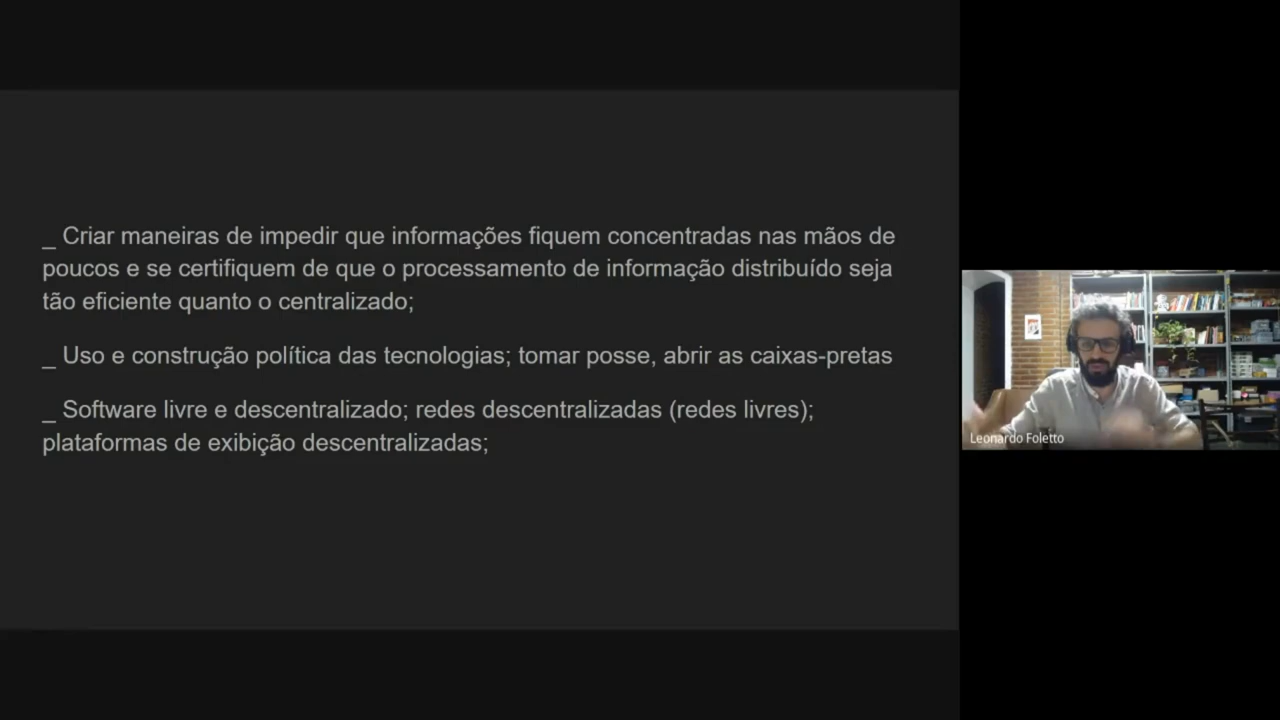 _ Criar maneiras de impedir que informações fiquem concentradas nas mãos de
poucos e se certifiquem de que o processamento de informação distribuído seja
tão eficiente quanto o centralizado;
_ Uso e construção política das tecnologias; tomar posse, abrir as caixas-pretas
_ Software livre e descentralizado; redes descentralizadas (redes livres);
plataformas de exibição descentralizadas;
Leonardo Foletto